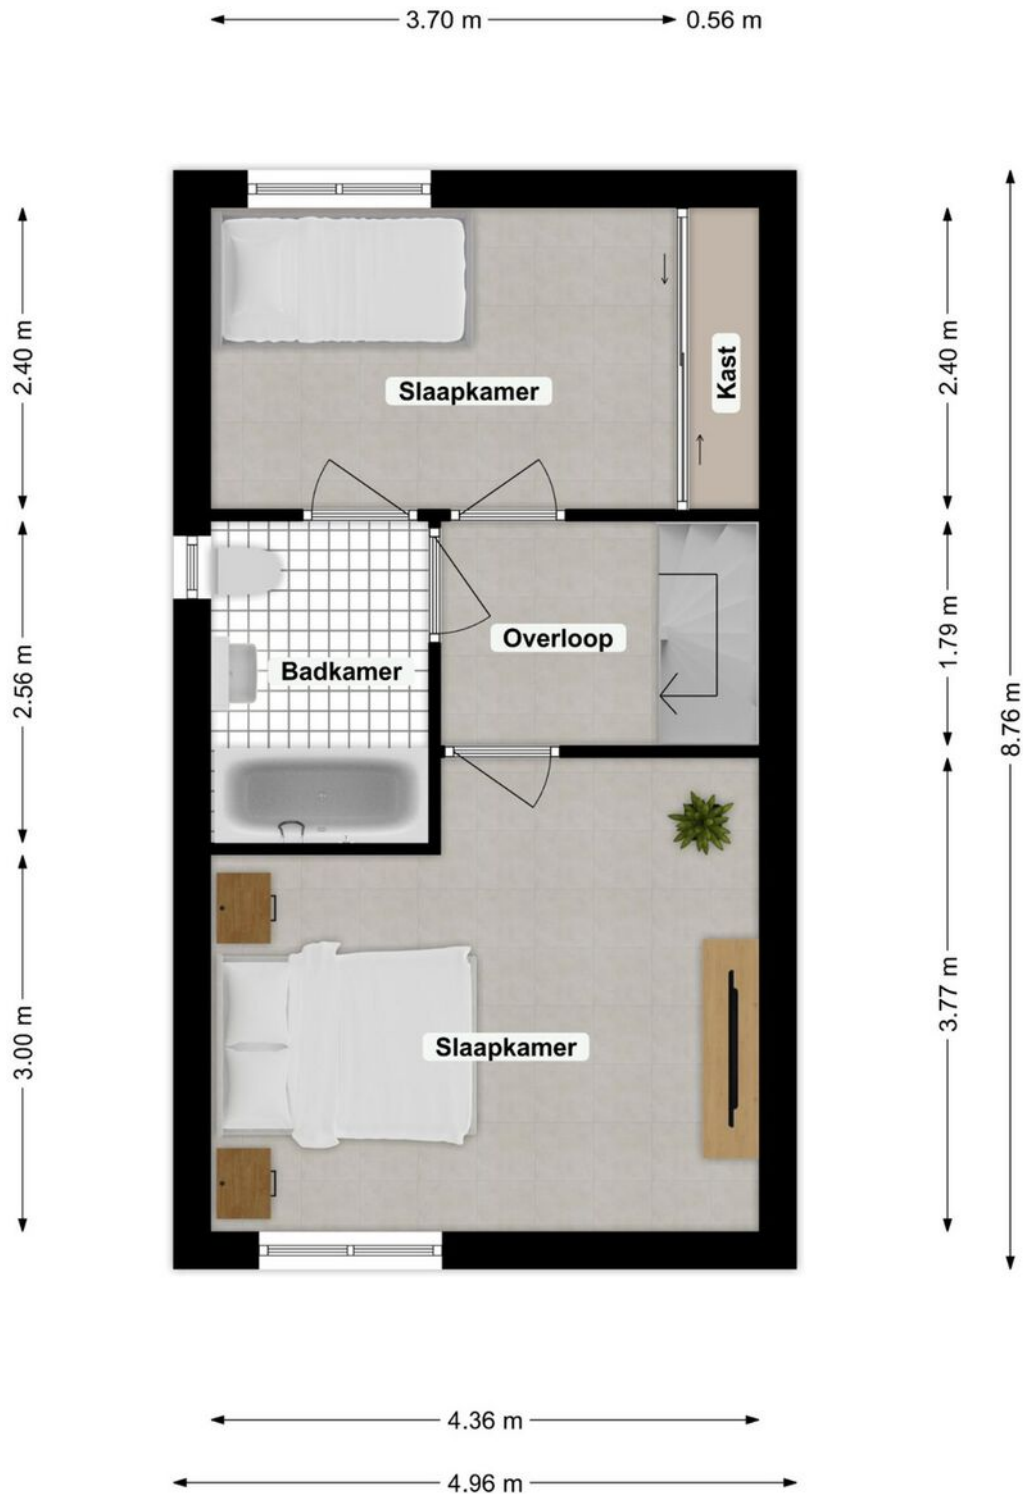 3.70 m
0.56 m
2.40 m
2.40 m
Slaapkamer
Kast
2.56 m
Badkamer
Overloop
1.79 m
8.76 m
3.00 m
Slaapkamer
3.77 m
4.36 m
4.96 m